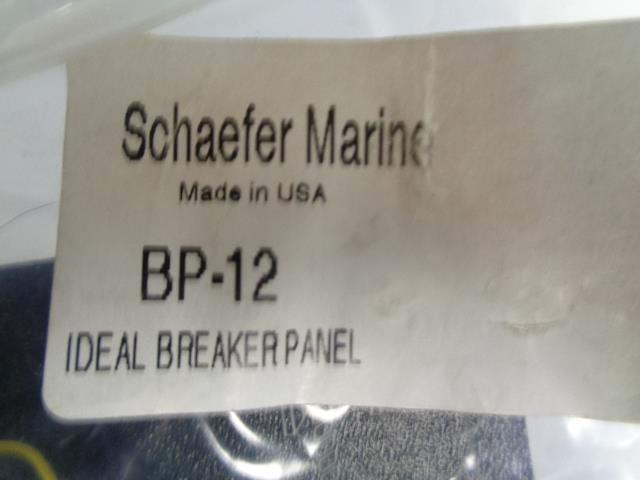 Schaefer Marine
Made in USA
BP-12
IDEAL BREAKER PANEL